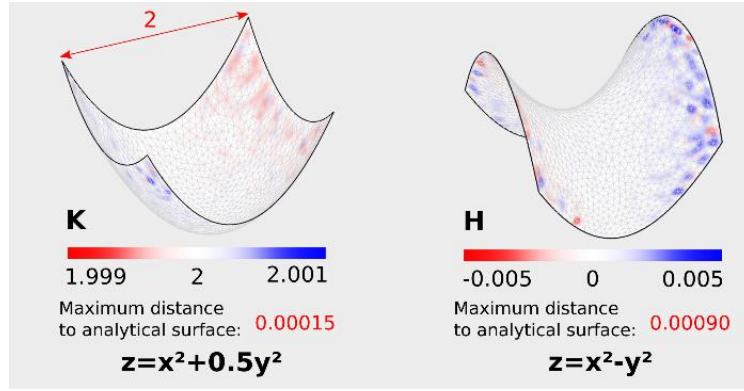 2
K
1.999 2 2.001
Maximum distance
to analytical surface: 0.00015
z=x²+0.5y²
H
-0.005 0 0.005
Maximum distance
to analytical surface: 0.00090
z=x²-y²